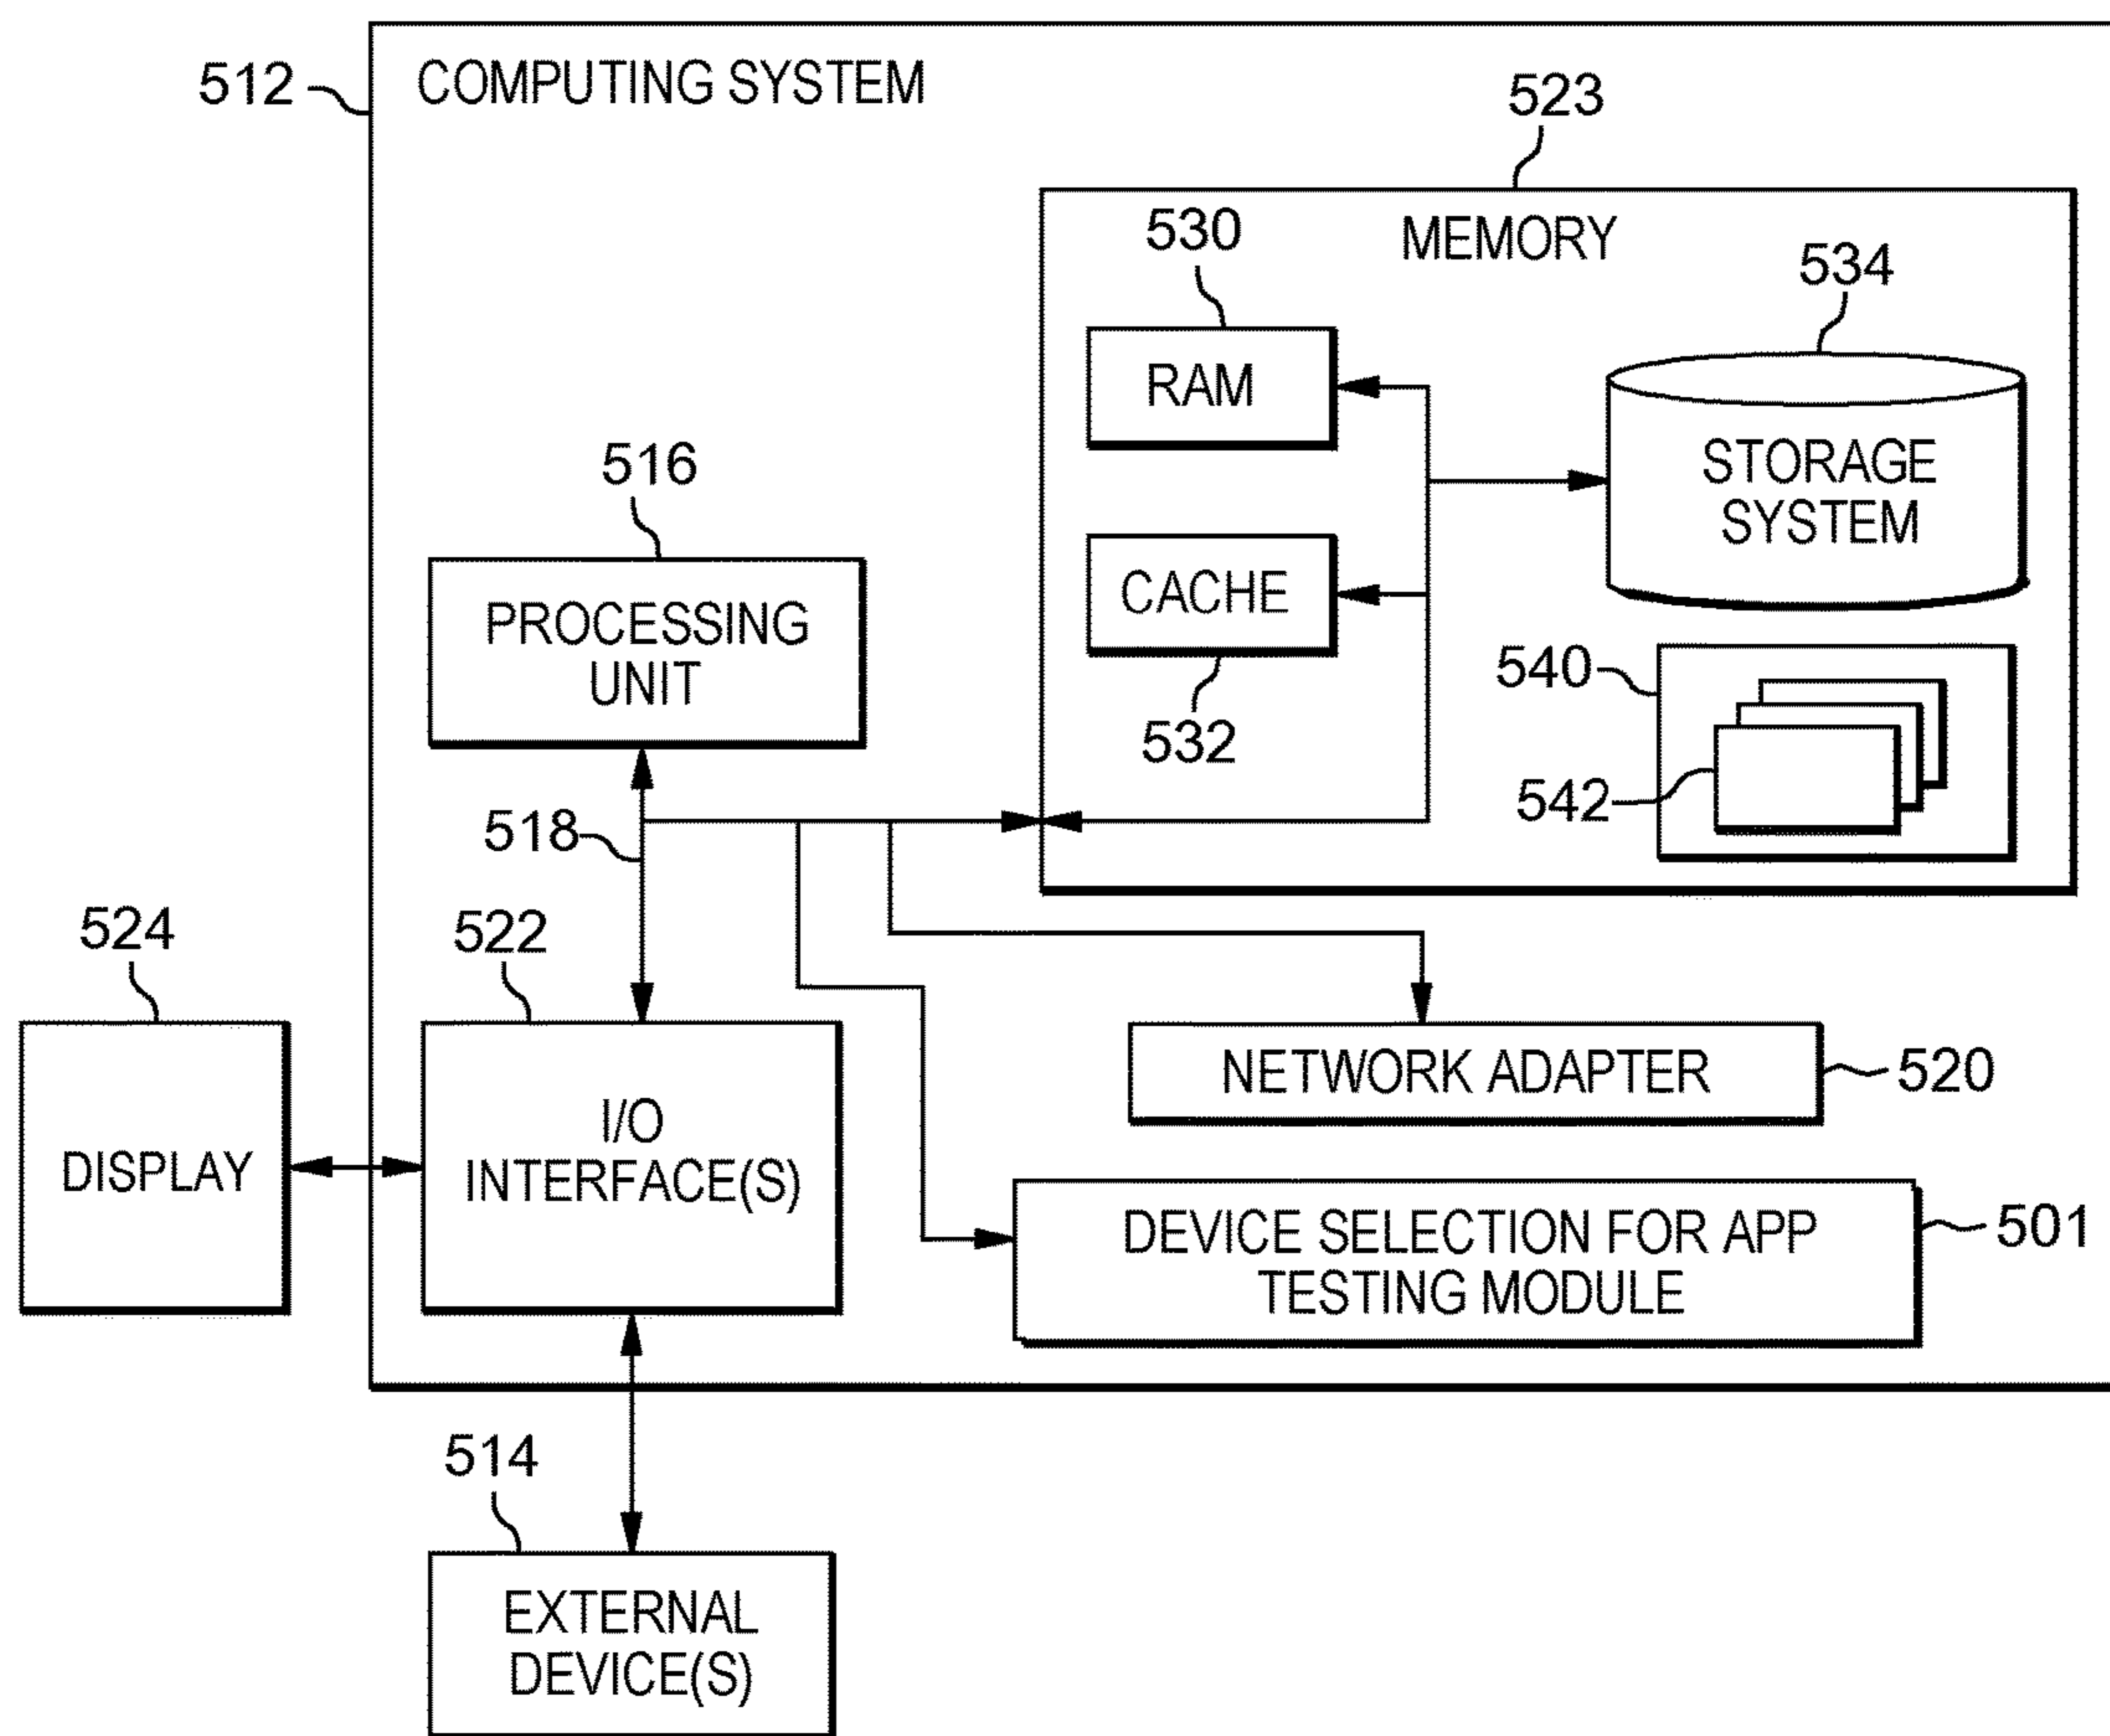 512
COMPUTING SYSTEM
523
MEMORY
530
534
RAM
STORAGE
SYSTEM
516
PROCESSING
UNIT
CACHE
532
540
542
518
524
522
DISPLAY
I/O
INTERFACE(S)
NETWORK ADAPTER
520
DEVICE SELECTION FOR APP
TESTING MODULE
501
514
EXTERNAL
DEVICE(S)